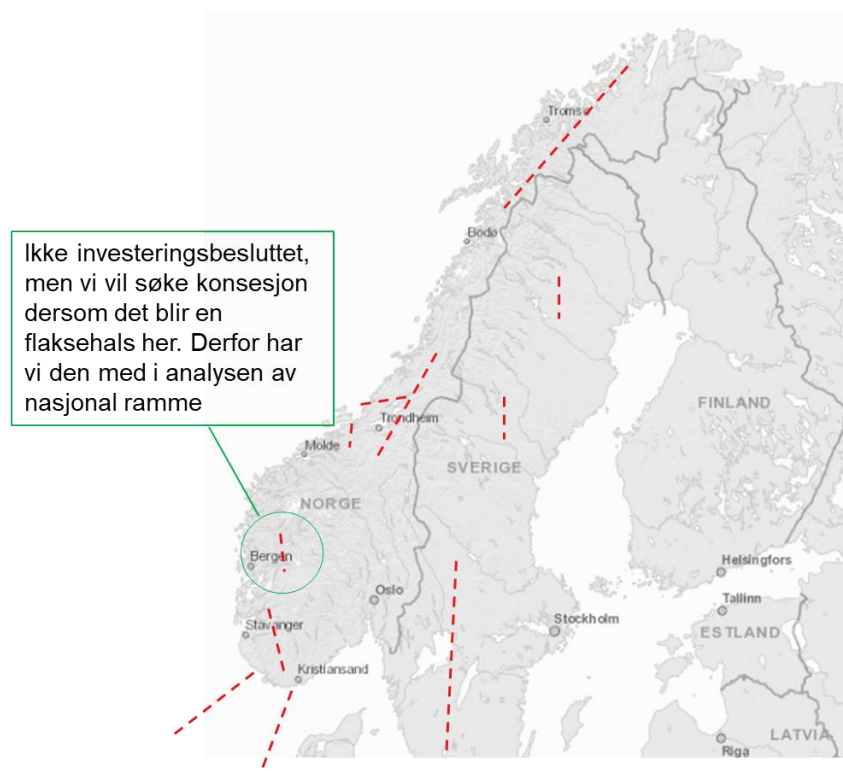 Tromsø
Bodø
Ikke investeringsbesluttet,
men vi vil søke konsesjon
dersom det blir en
flaksehals her. Derfor har
vi den med i analysen av
nasjonal ramme
Trondheim
Molde
FINLAND
SVERIGE
NORGE
Bergen
Helsingfors
Oslo
Tallinn
Stavanger
Stockholm
ESTLAND
Kristiansand
LATVIA
Riga